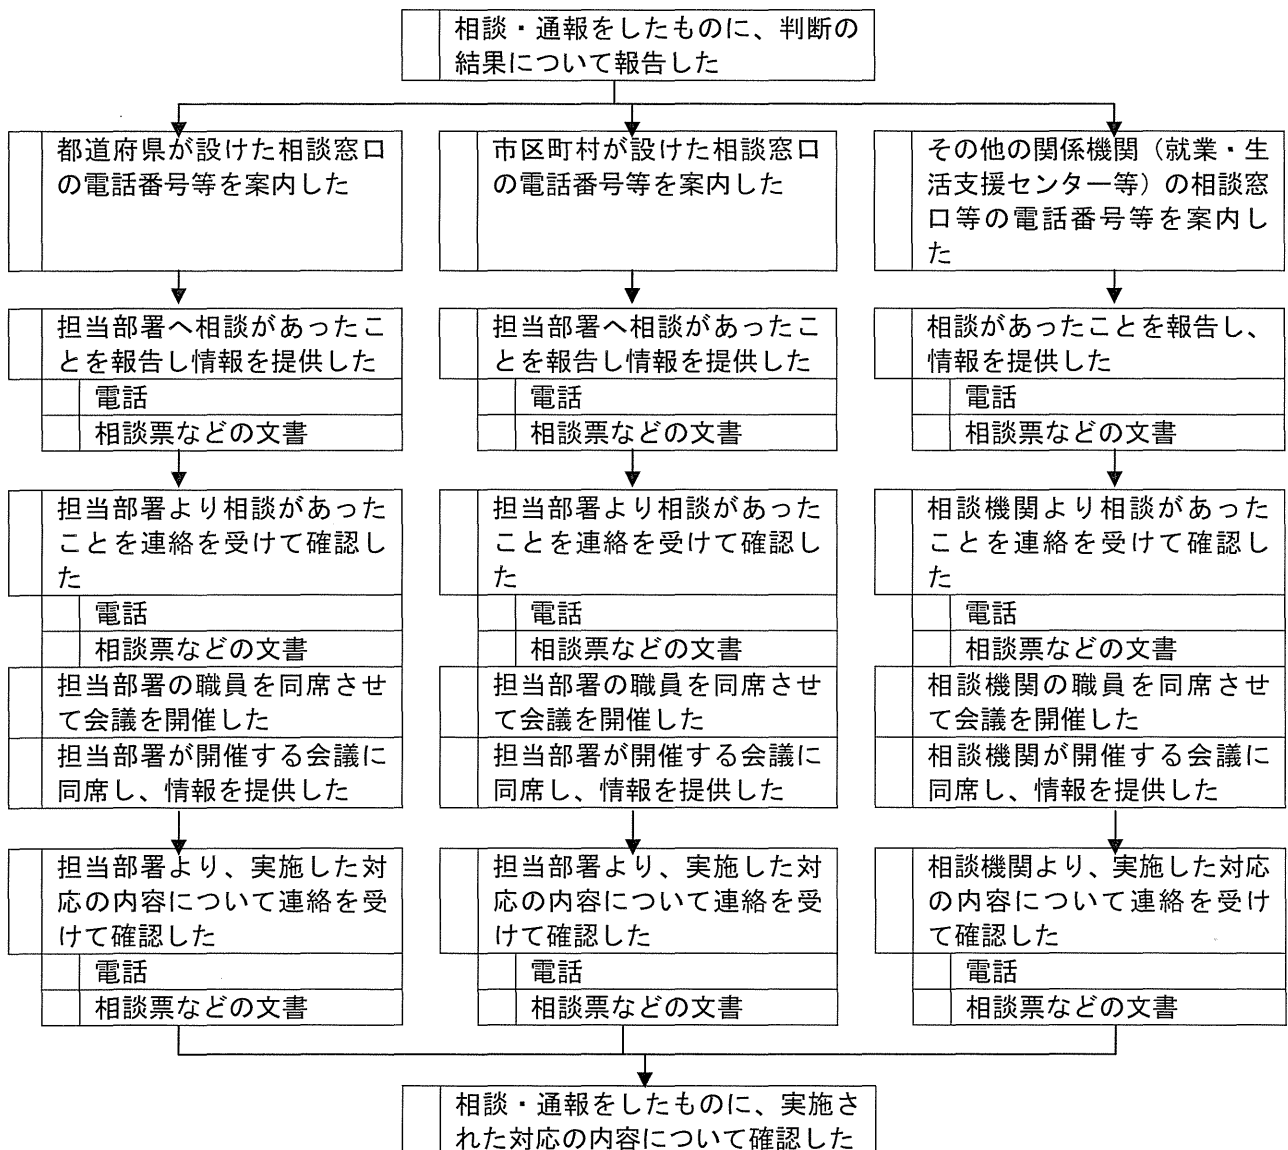 相談・通報をしたものに、判断の
結果について報告した
都道府県が設けた相談窓口
の電話番号等を案内した
市区町村が設けた相談窓口
の電話番号等を案内した
その他の関係機関（就業・生
活支援センター等）の相談窓
口等の電話番号等を案内し
た
担当部署へ相談があったこ
とを報告し情報を提供した
電話
相談票などの文書
担当部署へ相談があったこ
とを報告し情報を提供した
電話
相談票などの文書
相談があったことを報告し、
情報を提供した
電話
相談票などの文書
担当部署より相談があった
ことを連絡を受けて確認し
た
電話
相談票などの文書
担当部署の職員を同席させ
て会議を開催した
担当部署が開催する会議に
同席し、情報を提供した
担当部署より相談があった
ことを連絡を受けて確認し
た
電話
相談票などの文書
担当部署の職員を同席させ
て会議を開催した
担当部署が開催する会議に
同席し、情報を提供した
相談機関より相談があった
ことを連絡を受けて確認し
た
電話
相談票などの文書
相談機関の職員を同席させ
て会議を開催した
相談機関が開催する会議に
同席し、情報を提供した
担当部署より、実施した対
応の内容について連絡を受
けて確認した
電話
相談票などの文書
担当部署より、実施した対
応の内容について連絡を受
けて確認した
電話
相談票などの文書
相談機関より、実施した対応
の内容について連絡を受け
て確認した
電話
相談票などの文書
相談・通報をしたものに、実施さ
れた対応の内容について確認した